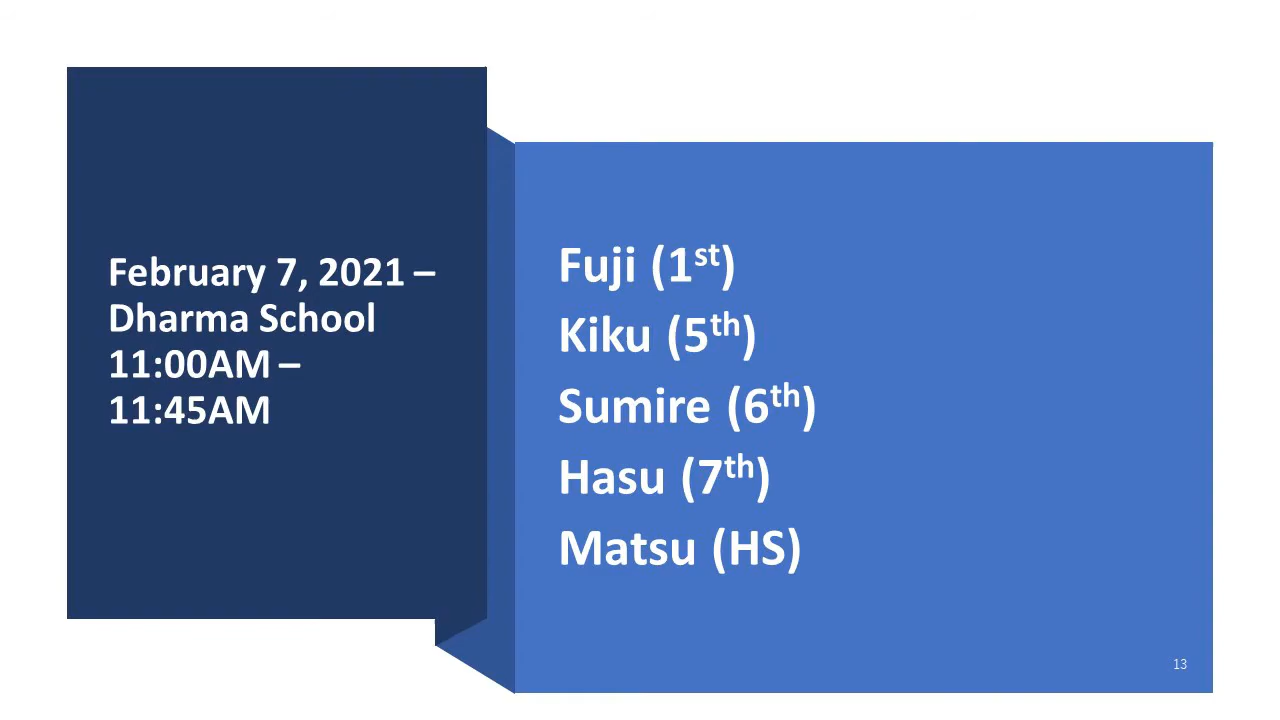 February 7, 2021 –
Dharma School
11:00AM –
11:45AM
Fuji (1st)
Kiku (5th)
Sumire (6th)
Hasu (7th)
Matsu (HS)
13